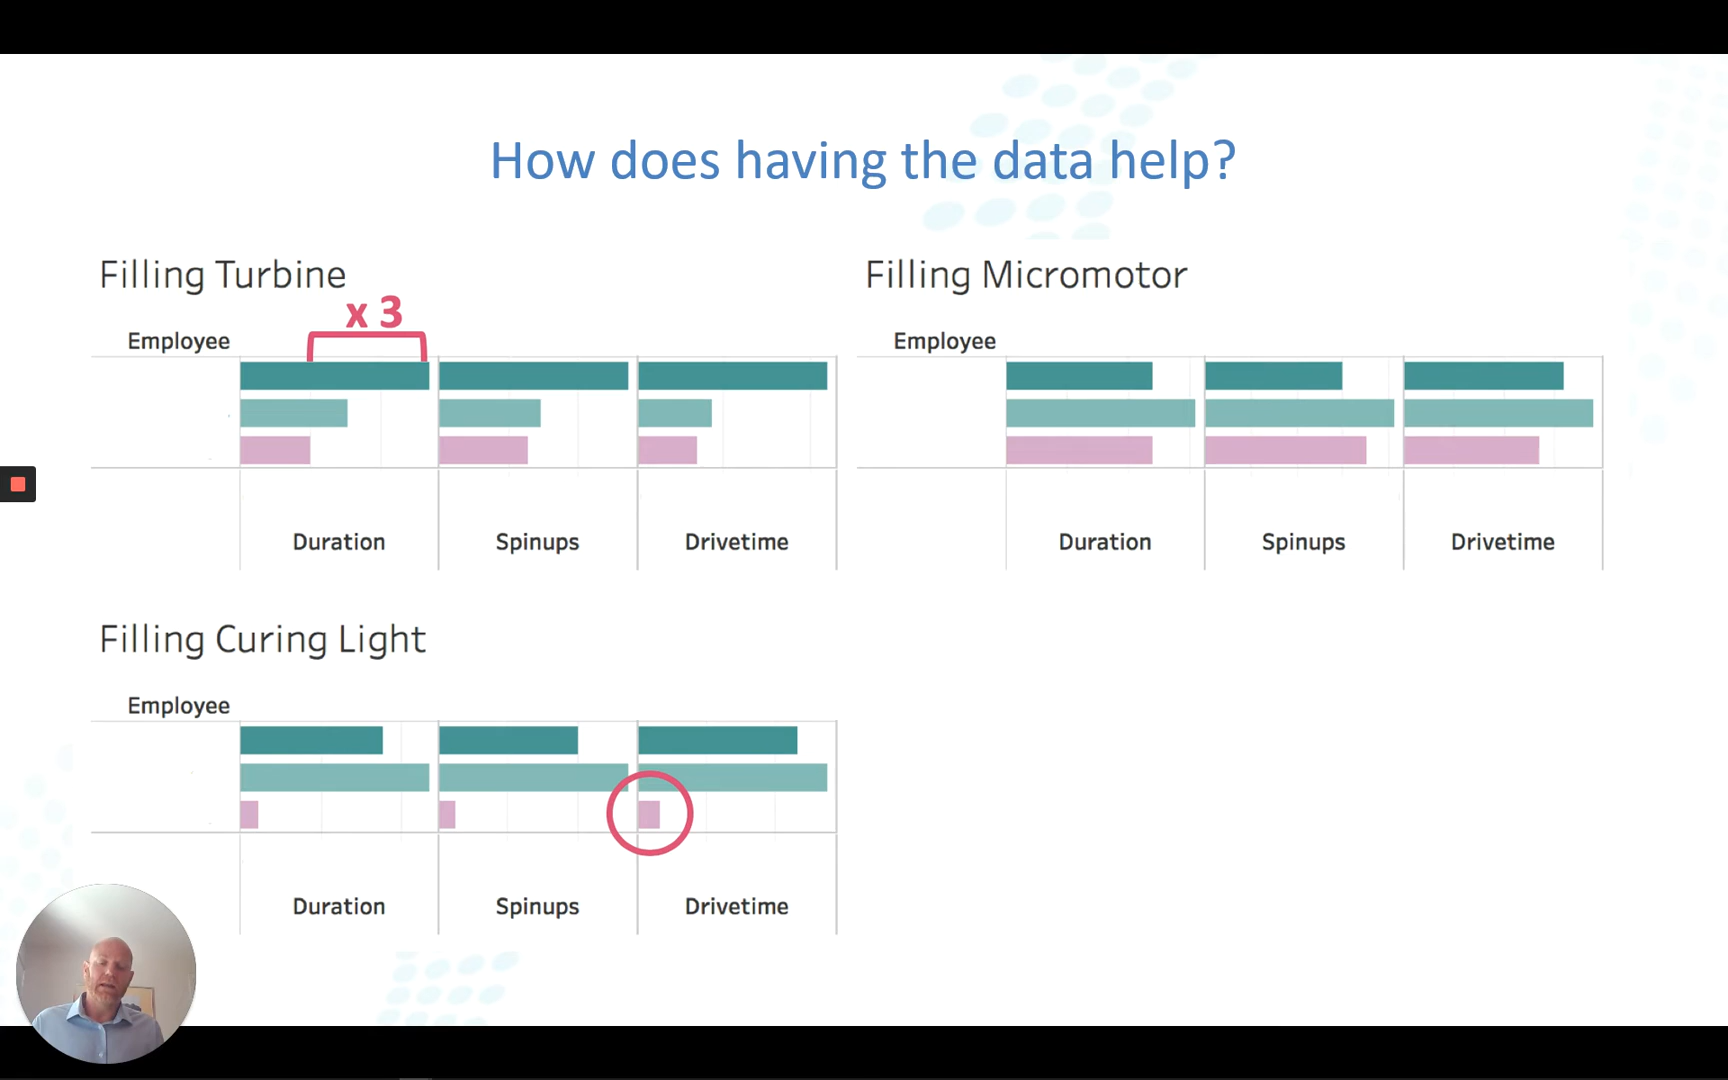 How does having the data help?
Filling Turbine
x 3
Employee
Duration Spinups Drivetime
Filling Micromotor
Employee
Duration Spinups Drivetime
Filling Curing Light
Employee
Duration Spinups Drivetime